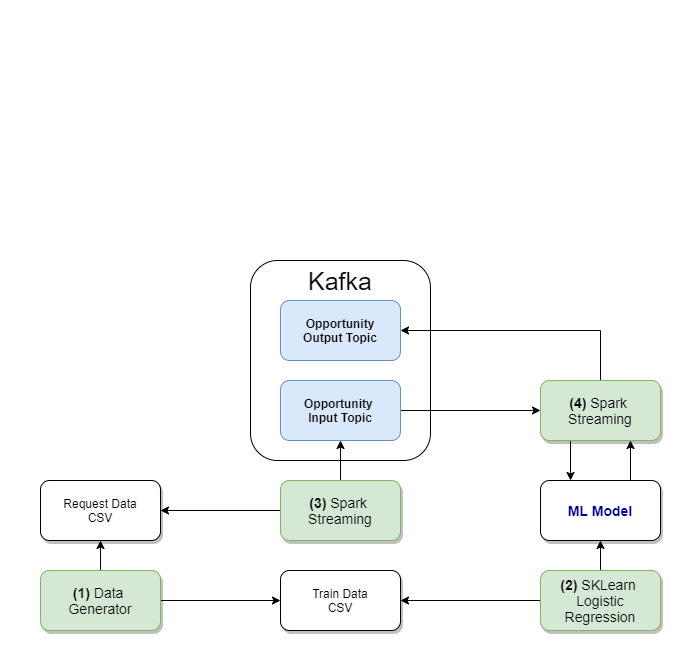 Kafka
Opportunity
Output Topic
Opportunity
Input Topic
(4) Spark
Streaming
Request Data
CSV
(3) Spark
Streaming
ML Model
(1) Data
Generator
Train Data
CSV
(2) SKLearn
Logistic
Regression